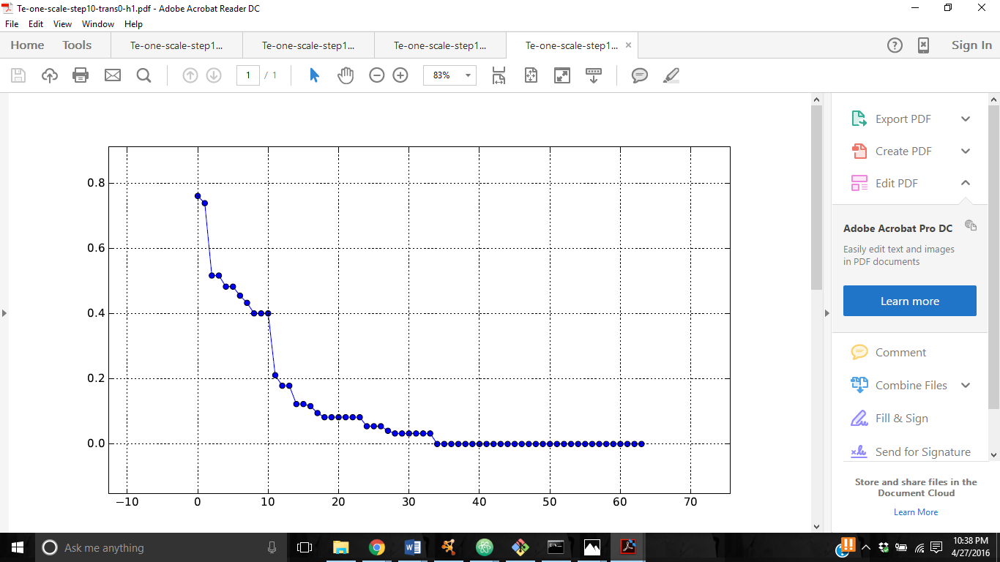 Te-one-scale-step10-trans0-h1.pdf - Adobe Acrobat Reader DC
File Edit View Window Help
Home Tools Te-one-scale-step1... Te-one-scale-step1... Te-one-scale-step1... Te-one-scale-step1... × Sign In
1 / 1 83%
Export PDF
Create PDF
Edit PDF
Adobe Acrobat Pro DC
Easily edit text and images
in PDF documents
Learn more
Comment
Combine Files
Fill & Sign
Send for Signature
Store and share files in the
Document Cloud
Learn More
0.8
0.6
0.4
0.2
0.0
−10 0 10 20 30 40 50 60 70
Ask me anything
10:38 PM
4/27/2016